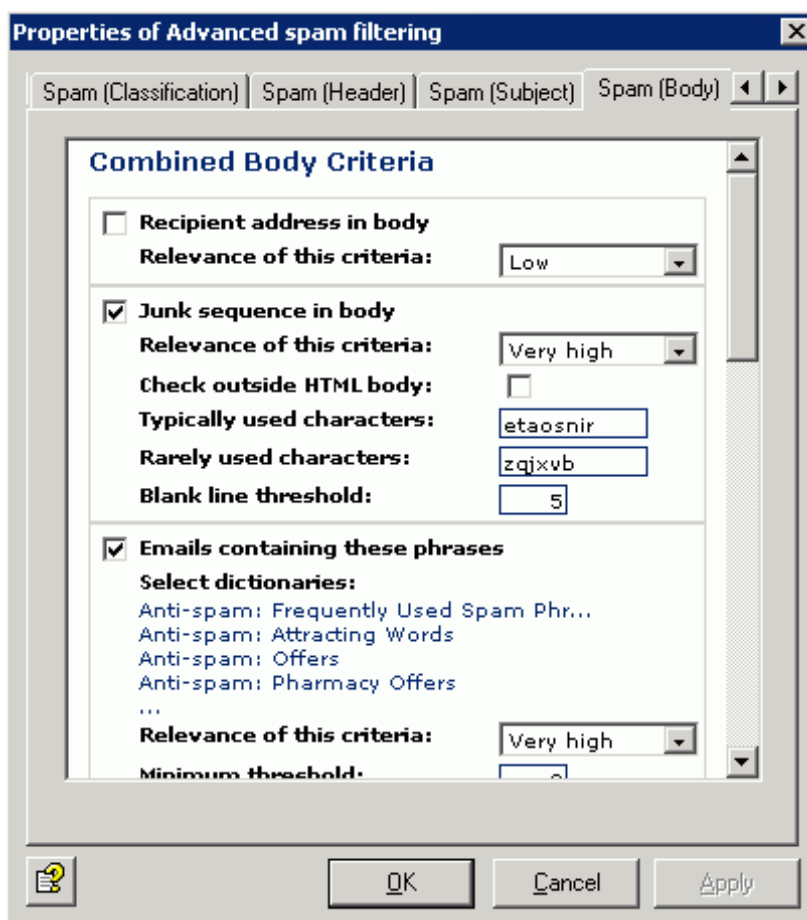 Properties of Advanced spam filtering
Spam (Classification) Spam (Header) Spam (Subject) Spam (Body)
Combined Body Criteria
Recipient address in body
Relevance of this criteria: Low
Junk sequence in body
Relevance of this criteria: Very high
Check outside HTML body:
Typically used characters: etaosnir
Rarely used characters: zqjxvb
Blank line threshold: 5
Emails containing these phrases
Select dictionaries:
Anti-spam: Frequently Used Spam Phr...
Anti-spam: Attracting Words
Anti-spam: Offers
Anti-spam: Pharmacy Offers
...
Relevance of this criteria: Very high
Minimum threshold:
OK Cancel Apply